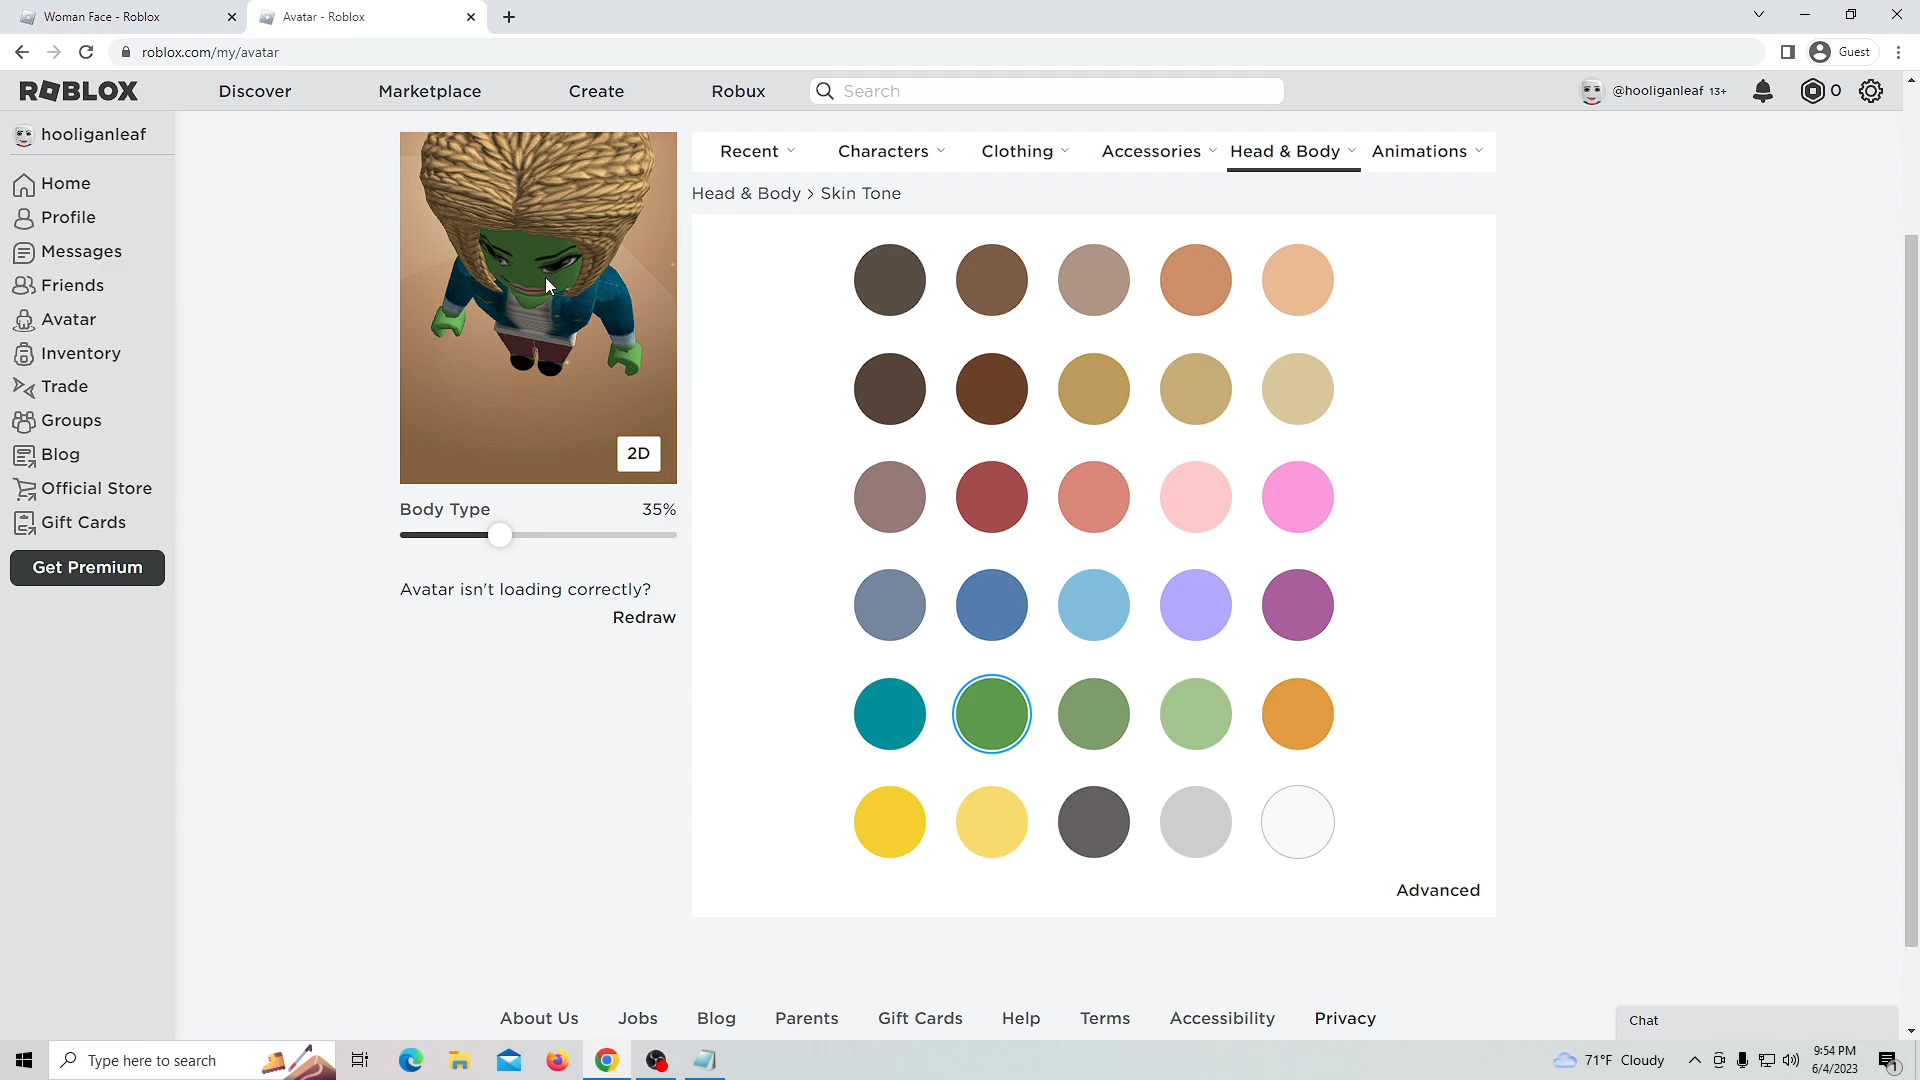 Woman Face - Roblox
Avatar - Roblox
roblox.com/my/avatar
Guest
ROBLOX
Discover
Marketplace
Create
Robux
Search
@hooliganleaf 13+
0
hooliganleaf
Home
Profile
Messages
Friends
Avatar
Inventory
Trade
Groups
Blog
Official Store
Gift Cards
Get Premium
2D
Body Type
35%
Avatar isn't loading correctly?
Redraw
Recent
Characters
Clothing
Accessories
Head & Body
Animations
Head & Body > Skin Tone
Advanced
About Us
Jobs
Blog
Parents
Gift Cards
Help
Terms
Accessibility
Privacy
Chat
Type here to search
71°F Cloudy
9:54 PM
6/4/2023
1